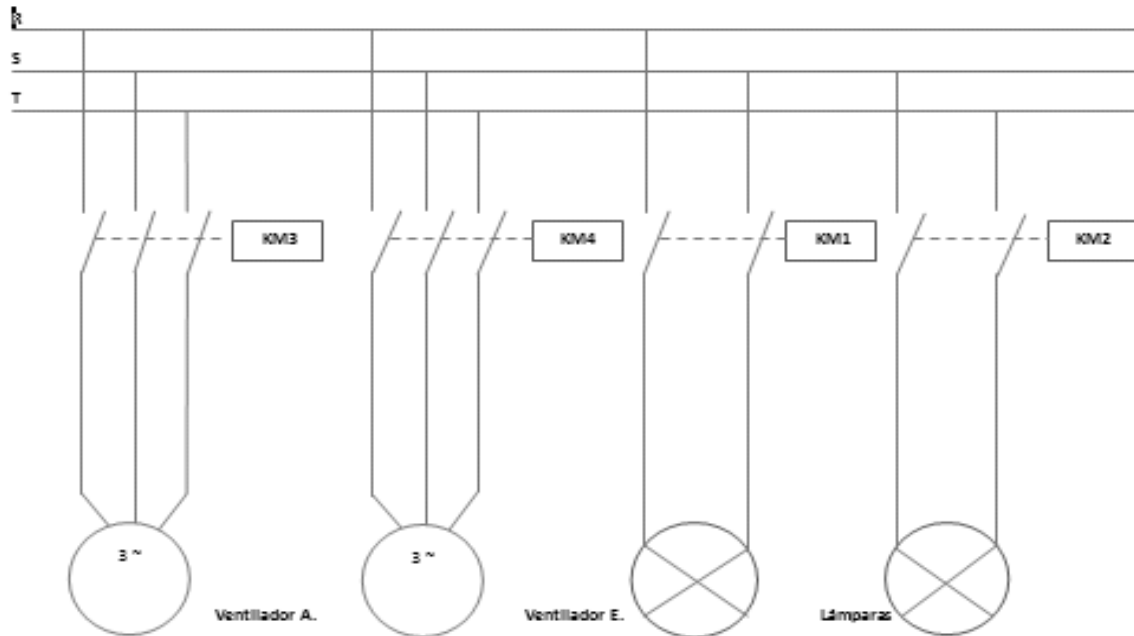 R
S
T
KM3
KM4
KM1
KM2
3 ~
3 ~
Ventilador A.
Ventilador E.
Lámparas